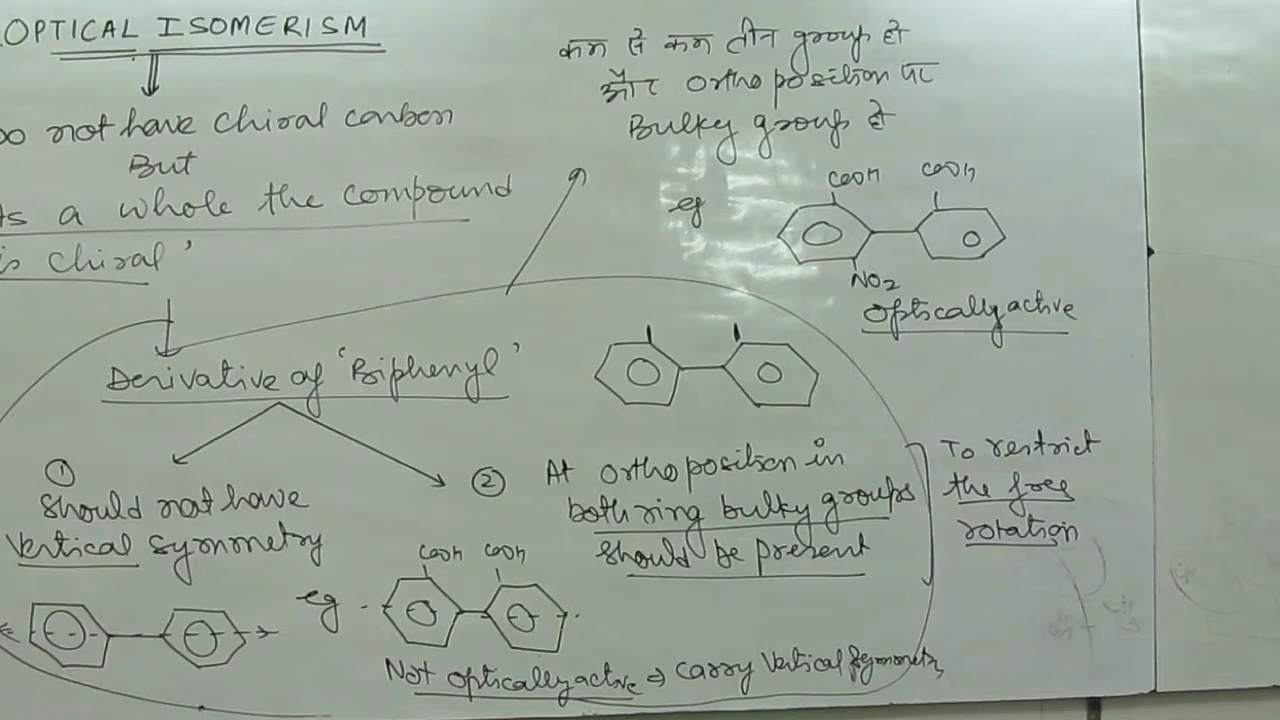 OPTICAL ISOMERISM
Do not have chiral carbon
But
As a whole the compound
is chiral'
Derivative of 'Biphenyl'
①
Should not have
Vertical symmetry
eg
COOH COOH
Not optically active ⇒ Carry Vertical Symmetry
② At ortho position in
both ring bulky groups
should be present
To restrict
the free
rotation
कम से कम तीन group हो
और ortho position पर
Bulky group हो
eg
COOH COOH
NO2
Optically active